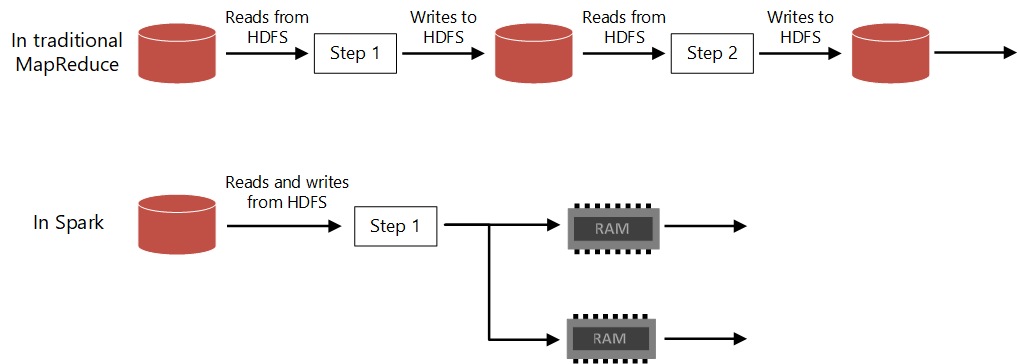 In traditional
MapReduce
Reads from
HDFS
Step 1
Writes to
HDFS
Reads from
HDFS
Step 2
Writes to
HDFS
In Spark
Reads and writes
from HDFS
Step 1
RAM
RAM